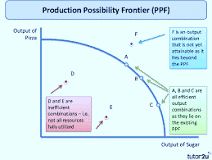 Production Possibility Frontier (PPF)
Output of
Pizza
F
F is an output
combination
that is not yet
attainable as it
lies beyond
the PPF
A
B
C
D
E
A, B and C are
all efficient
output
combinations
as they lie on
the existing
ppc
D and E are
inefficient
combinations – i.e.
not all resources
fully utilized
Output of Sugar
tutor2u